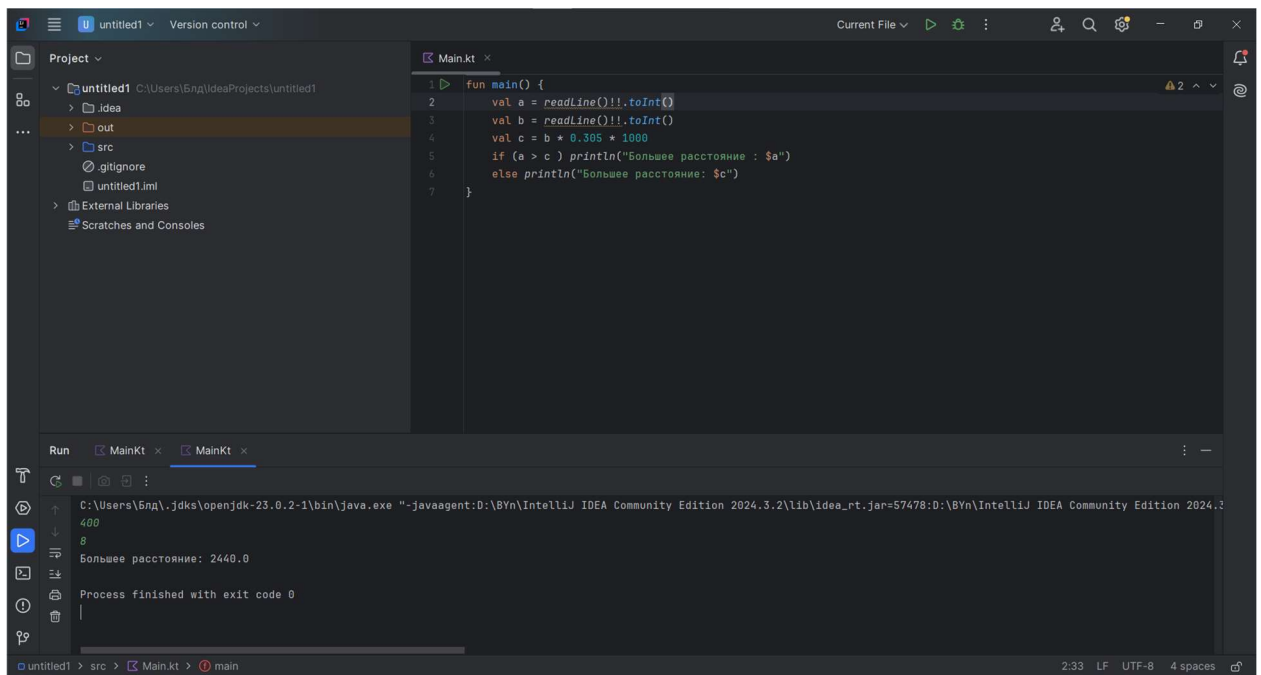 U untitled1 Version control Current File
Project
Main.kt
untitled1 C:\Users\Блд\IdeaProjects\untitled1
.idea
out
src
.gitignore
untitled1.iml
External Libraries
Scratches and Consoles
2
1 fun main() {
2 val a = readLine()!!.toInt()
3 val b = readLine()!!.toInt()
4 val c = b * 0.305 * 1000
5 if (a > c ) println("Большее расстояние : $a")
6 else println("Большее расстояние: $c")
7 }
Run MainKt MainKt
C:\Users\Блд\.jdks\openjdk-23.0.2-1\bin\java.exe "-javaagent:D:\BYn\IntelliJ IDEA Community Edition 2024.3.2\lib\idea_rt.jar=57478:D:\BYn\IntelliJ IDEA Community Edition 2024.3
400
8
Большее расстояние: 2440.0
Process finished with exit code 0
untitled1 > src > Main.kt > main 2:33 LF UTF-8 4 spaces